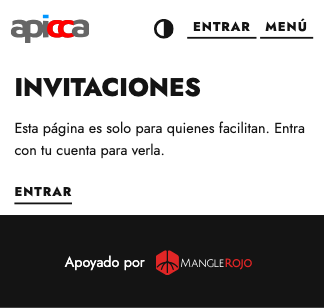 apicca
ENTRAR MENÚ
INVITACIONES
Esta página es solo para quienes facilitan. Entra
con tu cuenta para verla.
ENTRAR
Apoyado por MANGLEROJO